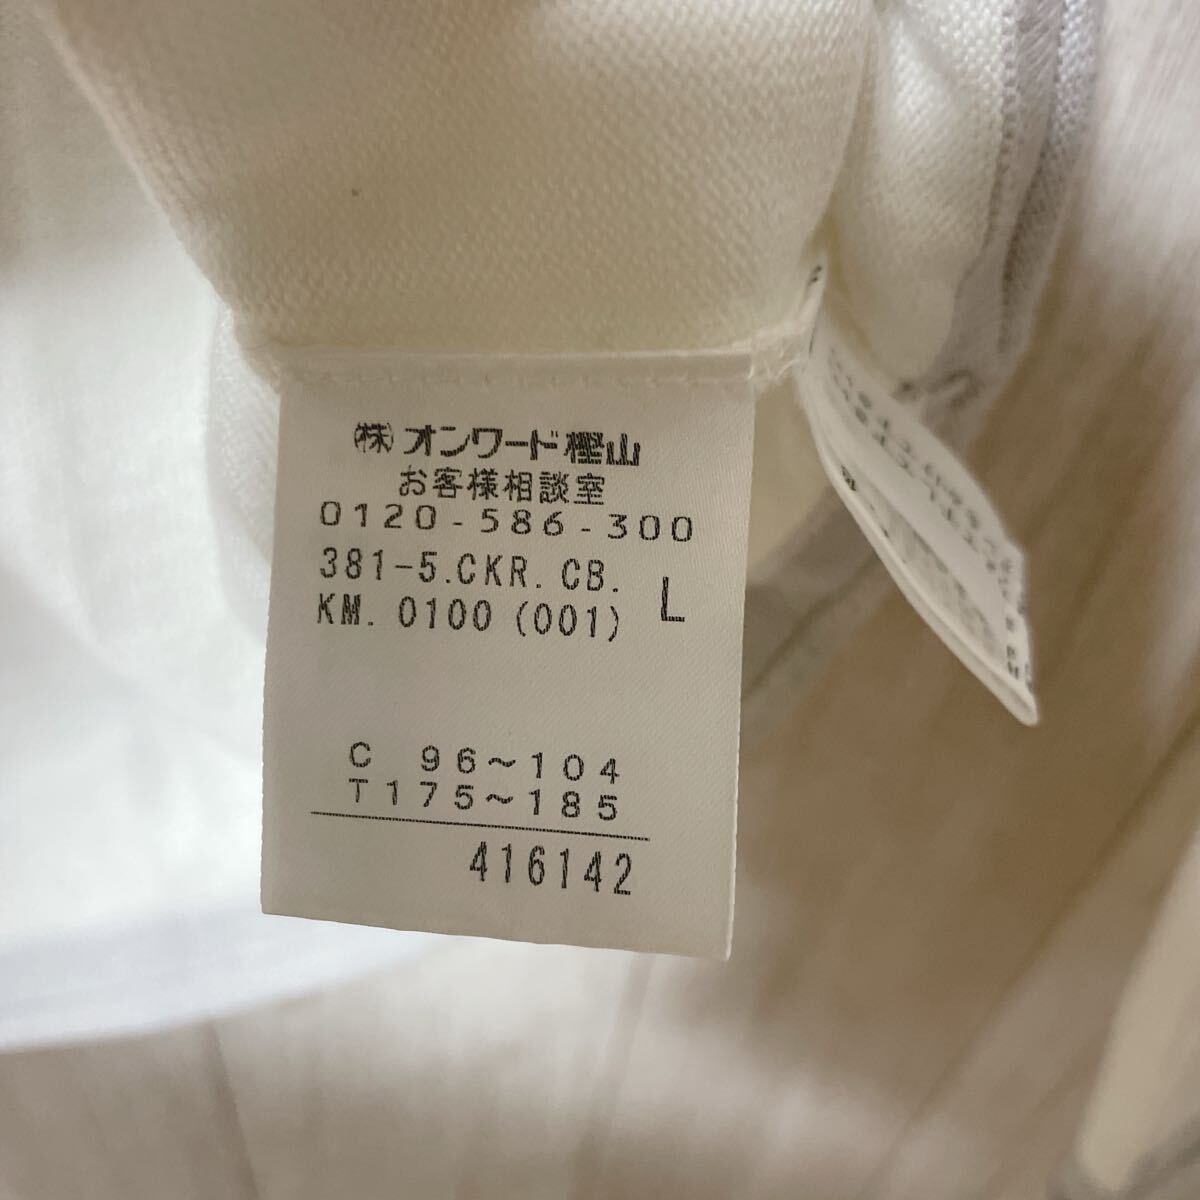 ㈱オンワード樫山
お客様相談室
0120-586-300
381-5.CKR.CB. L
KM.0100(001)
C 96~104
T175~185
416142